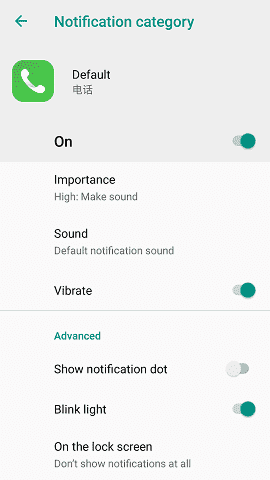 Notification category
Default
电话
On
Importance
High: Make sound
Sound
Default notification sound
Vibrate
Advanced
Show notification dot
Blink light
On the lock screen
Don't show notifications at all